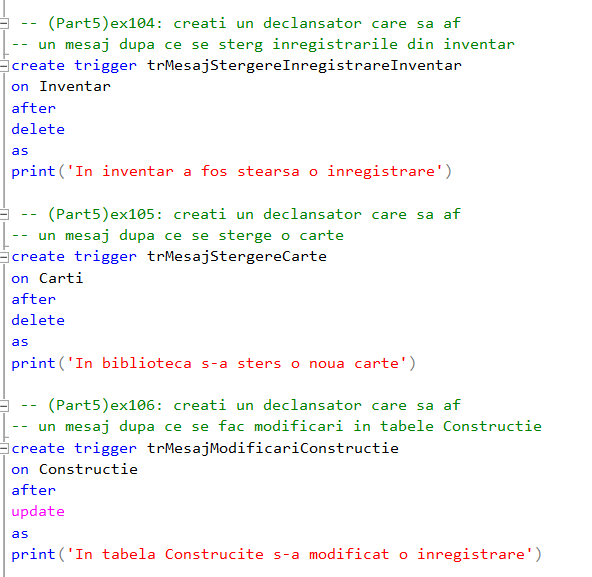 -- (Part5)ex104: creati un declansator care sa af
-- un mesaj dupa ce se sterg inregistrarile din inventar
create trigger trMesajStergereInregistrareInventar
on Inventar
after
delete
as
print('In inventar a fos stearsa o inregistrare')
-- (Part5)ex105: creati un declansator care sa af
-- un mesaj dupa ce se sterge o carte
create trigger trMesajStergereCarte
on Carti
after
delete
as
print('In biblioteca s-a sters o noua carte')
-- (Part5)ex106: creati un declansator care sa af
-- un mesaj dupa ce se fac modificari in tabele Constructie
create trigger trMesajModificariConstructie
on Constructie
after
update
as
print('In tabela Construcite s-a modificat o inregistrare')